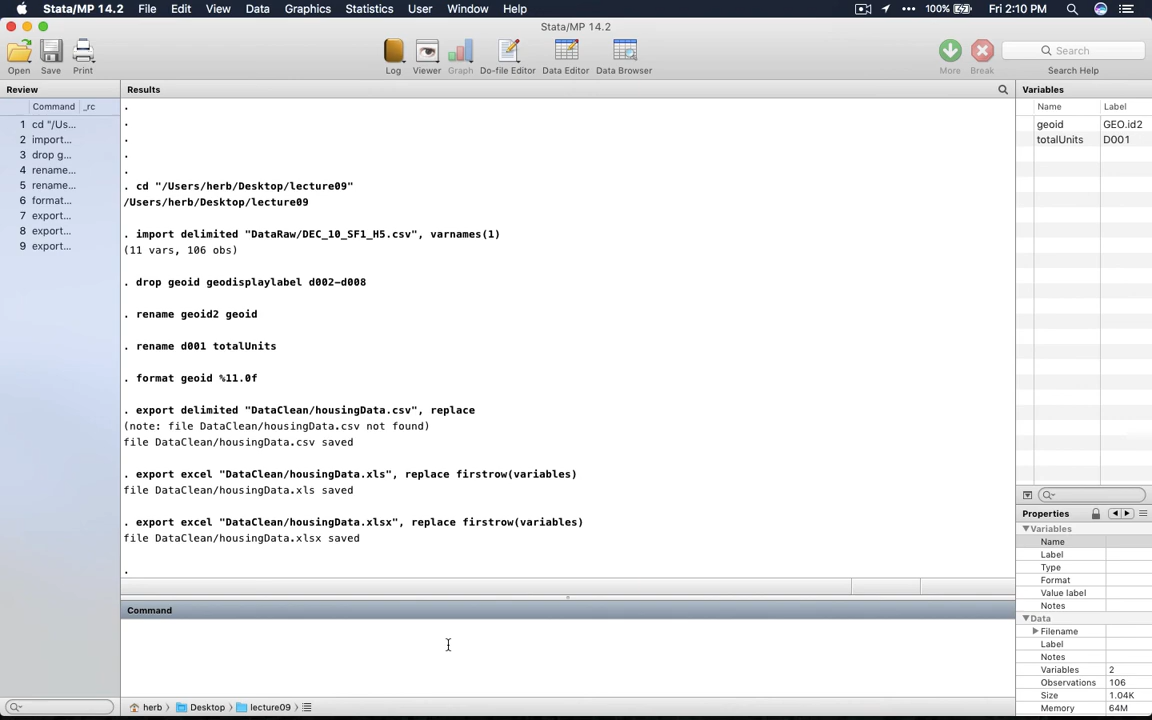 Stata/MP 14.2 File Edit View Data Graphics Statistics User Window Help ••• 100% Fri 2:10 PM
Stata/MP 14.2
Open Save Print Log Viewer Graph Do-file Editor Data Editor Data Browser More Break Search
Search Help
Review Results Variables
Command _rc
Name Label
1 cd "/Us...
2 import...
3 drop g...
4 rename...
5 rename...
6 format...
7 export...
8 export...
9 export...
.
.
.
.
.
. cd "/Users/herb/Desktop/lecture09"
/Users/herb/Desktop/lecture09
. import delimited "DataRaw/DEC_10_SF1_H5.csv", varnames(1)
(11 vars, 106 obs)
. drop geoid geodisplaylabel d002-d008
. rename geoid2 geoid
. rename d001 totalUnits
. format geoid %11.0f
. export delimited "DataClean/housingData.csv", replace
(note: file DataClean/housingData.csv not found)
file DataClean/housingData.csv saved
. export excel "DataClean/housingData.xls", replace firstrow(variables)
file DataClean/housingData.xls saved
. export excel "DataClean/housingData.xlsx", replace firstrow(variables)
file DataClean/housingData.xlsx saved
.
Command
geoid GEO.id2
totalUnits D001
Properties
Variables
Name
Label
Type
Format
Value label
Notes
Data
Filename
Label
Notes
Variables 2
Observations 106
Size 1.04K
Memory 64M
herb Desktop lecture09